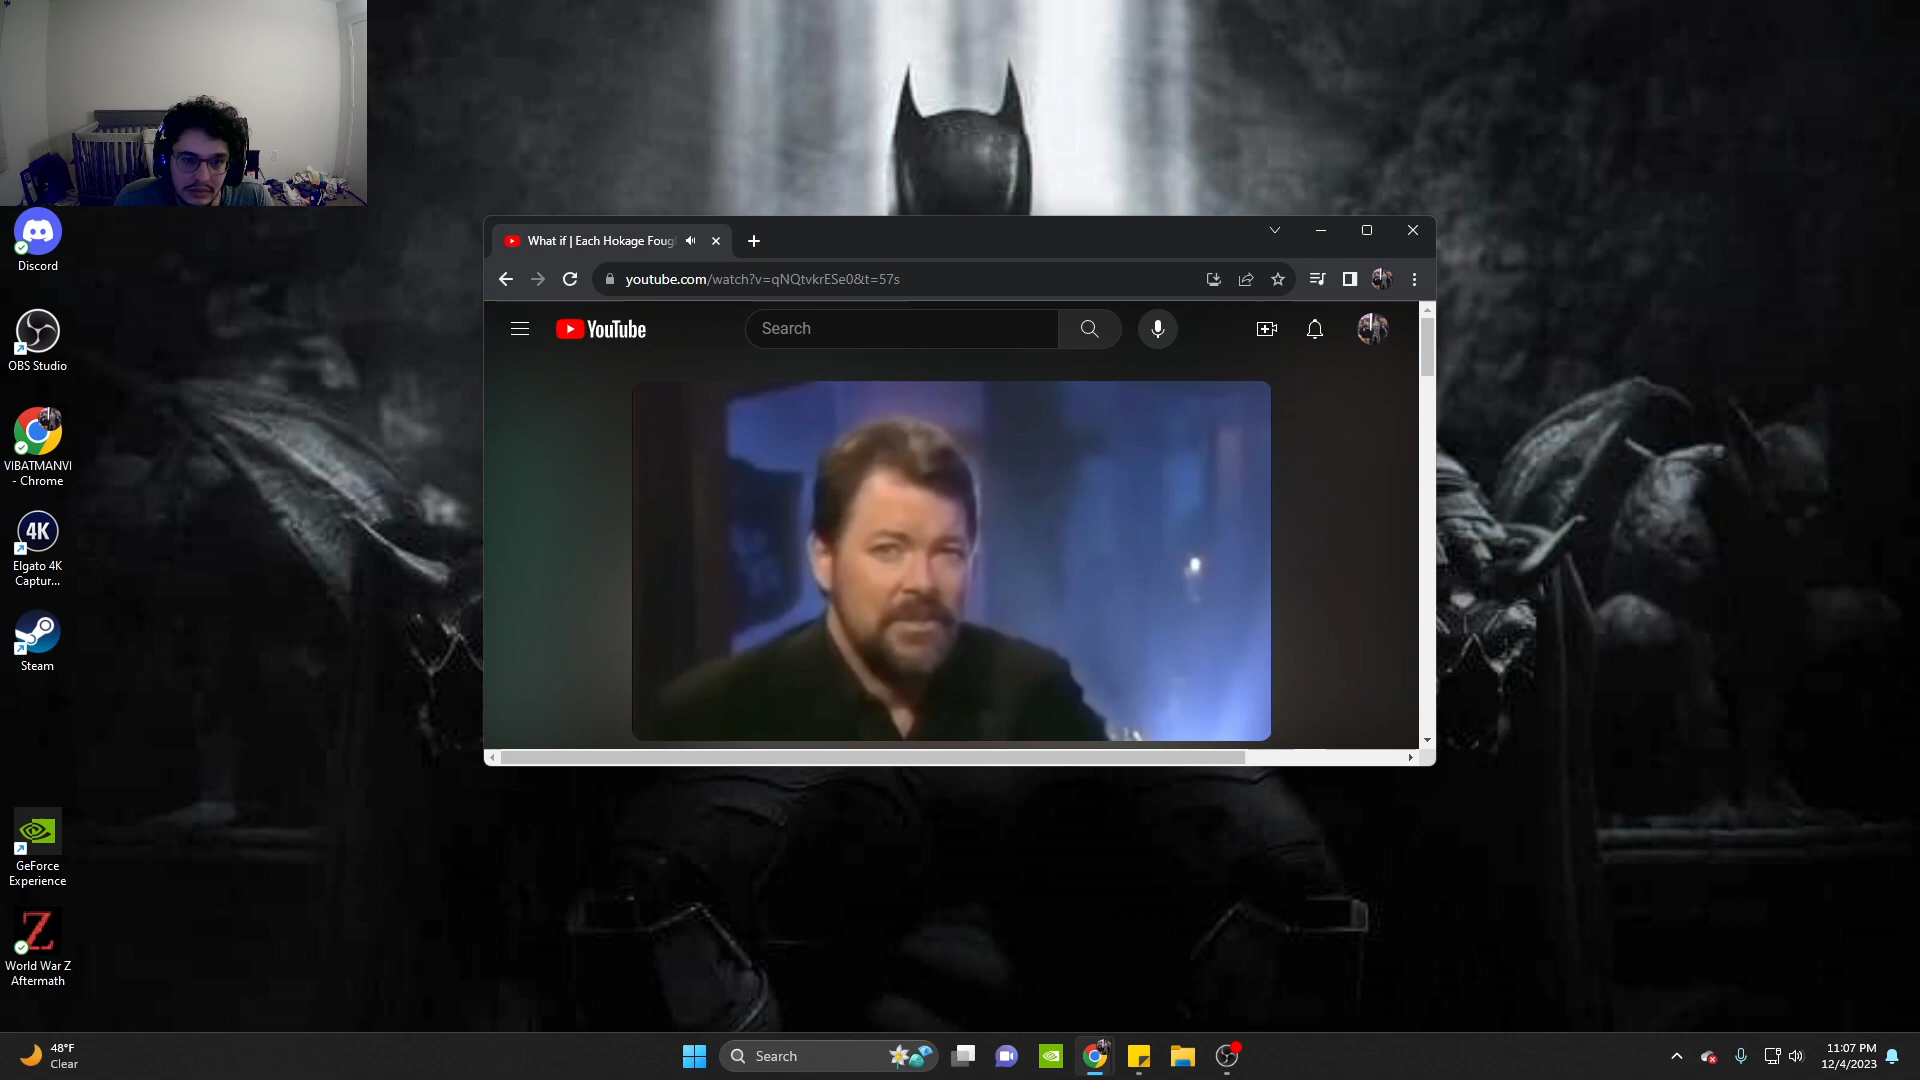 Discord
OBS Studio
VIBATMANVI
- Chrome
4K
Elgato 4K
Captur...
Steam
GeForce
Experience
Z
World War Z
Aftermath
What if | Each Hokage Foug
youtube.com/watch?v=qNQtvkrESe0&t=57s
YouTube
Search
48°F
Clear
Search
11:07 PM
12/4/2023